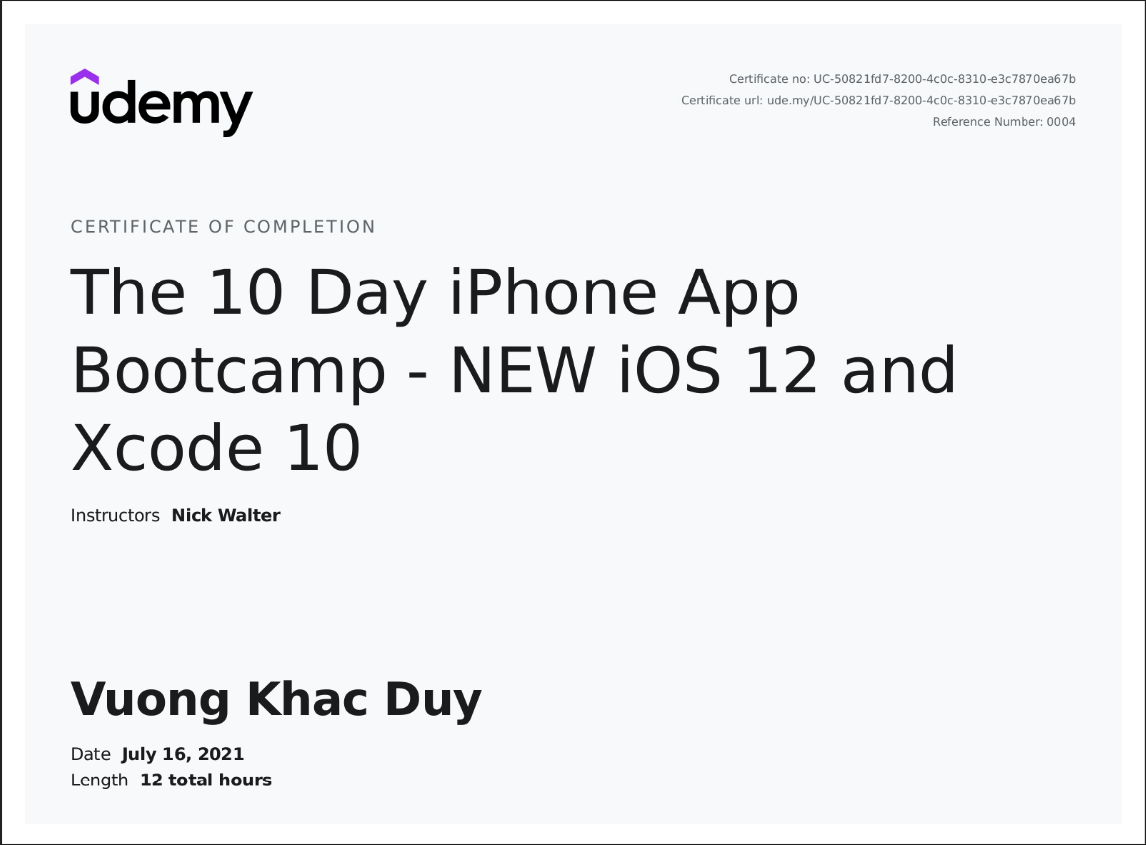 udemy
Certificate no: UC-50821fd7-8200-4c0c-8310-e3c7870ea67b
Certificate url: ude.my/UC-50821fd7-8200-4c0c-8310-e3c7870ea67b
Reference Number: 0004
CERTIFICATE OF COMPLETION
The 10 Day iPhone App
Bootcamp - NEW iOS 12 and
Xcode 10
Instructors Nick Walter
Vuong Khac Duy
Date July 16, 2021
Length 12 total hours